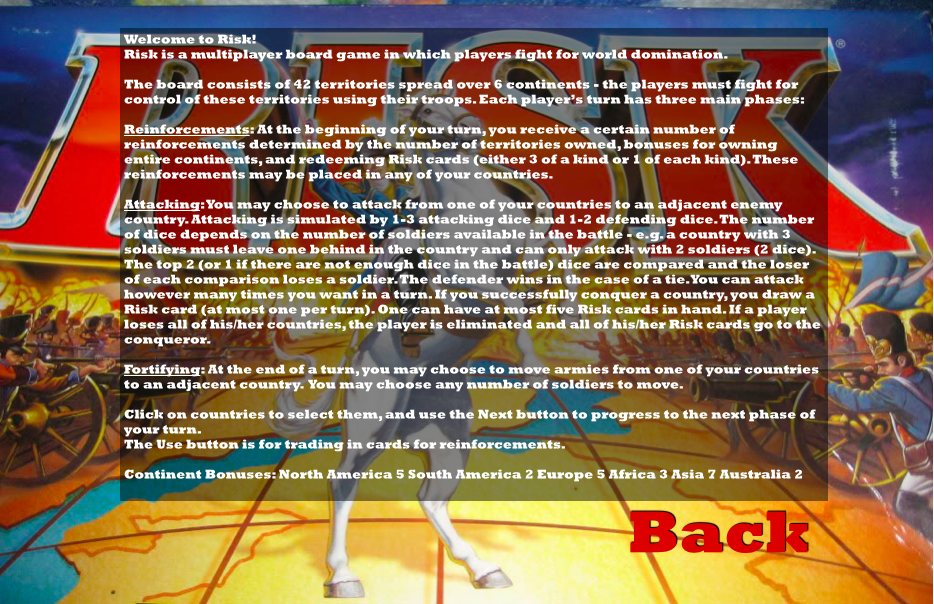 RISK®
Welcome to Risk!
Risk is a multiplayer board game in which players fight for world domination.
The board consists of 42 territories spread over 6 continents - the players must fight for
control of these territories using their troops. Each player's turn has three main phases:
Reinforcements: At the beginning of your turn, you receive a certain number of
reinforcements determined by the number of territories owned, bonuses for owning
entire continents, and redeeming Risk cards (either 3 of a kind or 1 of each kind). These
reinforcements may be placed in any of your countries.
Attacking: You may choose to attack from one of your countries to an adjacent enemy
country. Attacking is simulated by 1-3 attacking dice and 1-2 defending dice. The number
of dice depends on the number of soldiers available in the battle - e.g. a country with 3
soldiers must leave one behind in the country and can only attack with 2 soldiers (2 dice).
The top 2 (or 1 if there are not enough dice in the battle) dice are compared and the loser
of each comparison loses a soldier. The defender wins in the case of a tie. You can attack
however many times you want in a turn. If you successfully conquer a country, you draw a
Risk card (at most one per turn). One can have at most five Risk cards in hand. If a player
loses all of his/her countries, the player is eliminated and all of his/her Risk cards go to the
conqueror.
Fortifying: At the end of a turn, you may choose to move armies from one of your countries
to an adjacent country. You may choose any number of soldiers to move.
Click on countries to select them, and use the Next button to progress to the next phase of
your turn.
The Use button is for trading in cards for reinforcements.
Continent Bonuses: North America 5 South America 2 Europe 5 Africa 3 Asia 7 Australia 2
Back